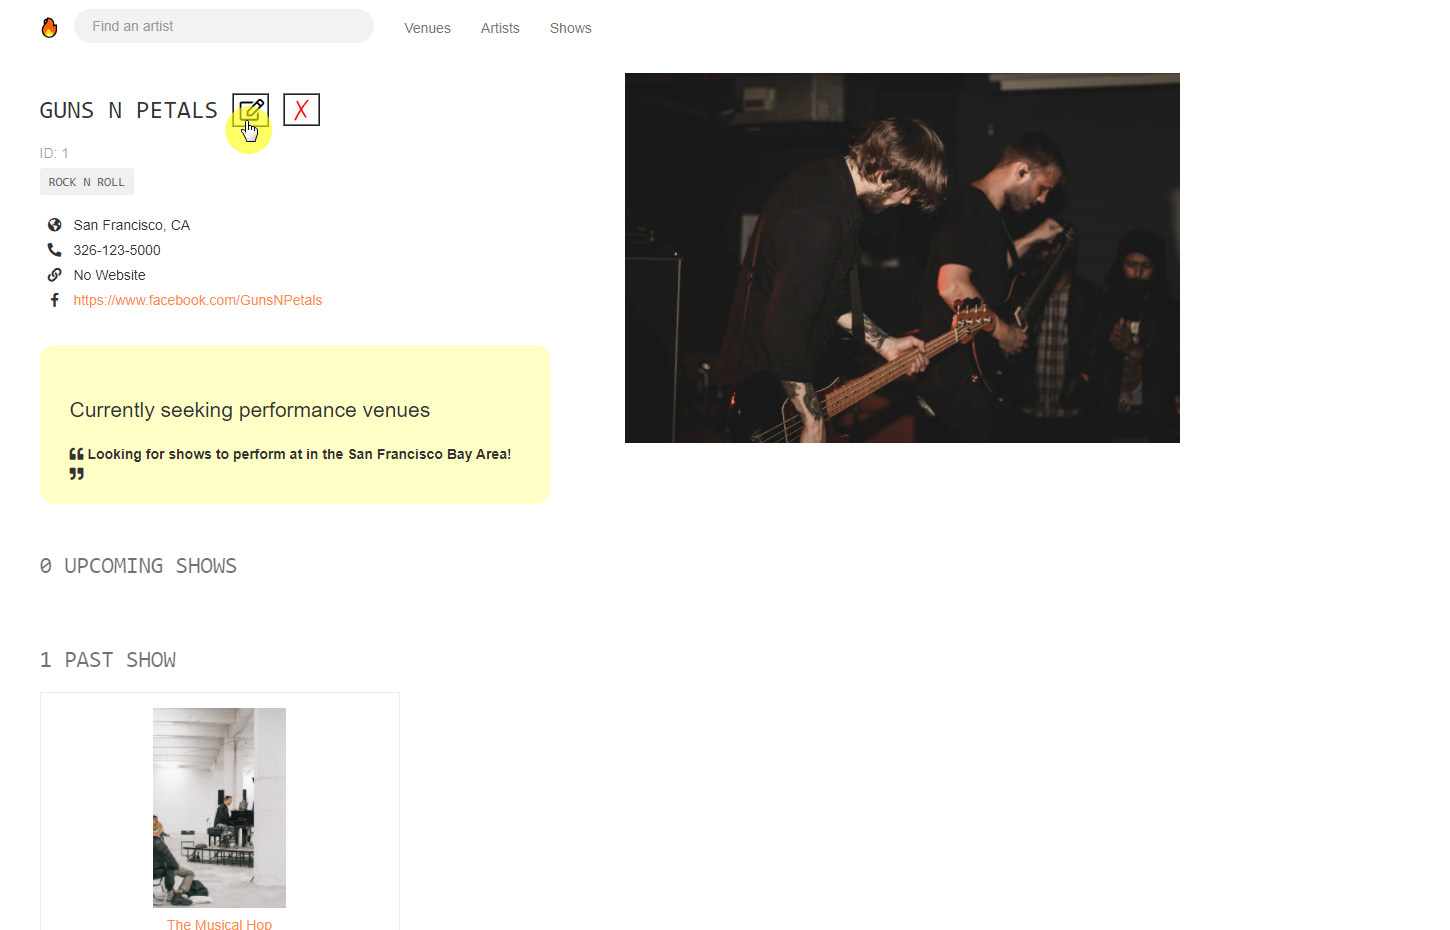 Find an artist
Venues
Artists
Shows
GUNS N PETALS
ID: 1
ROCK N ROLL
San Francisco, CA
326-123-5000
No Website
https://www.facebook.com/GunsNPetals
Currently seeking performance venues
❝ Looking for shows to perform at in the San Francisco Bay Area!
❞
0 UPCOMING SHOWS
1 PAST SHOW
The Musical Hop